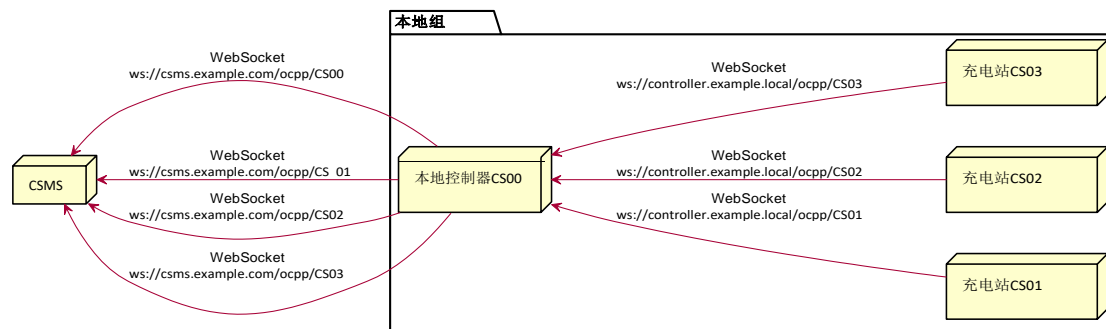 本地组
WebSocket
ws://csms.example.com/ocpp/CS00
WebSocket
ws://controller.example.local/ocpp/CS03
充电站CS03
CSMS
WebSocket
ws://csms.example.com/ocpp/CS_01
本地控制器CS00
WebSocket
ws://controller.example.local/ocpp/CS02
充电站CS02
WebSocket
ws://csms.example.com/ocpp/CS02
WebSocket
ws://controller.example.local/ocpp/CS01
WebSocket
ws://csms.example.com/ocpp/CS03
充电站CS01